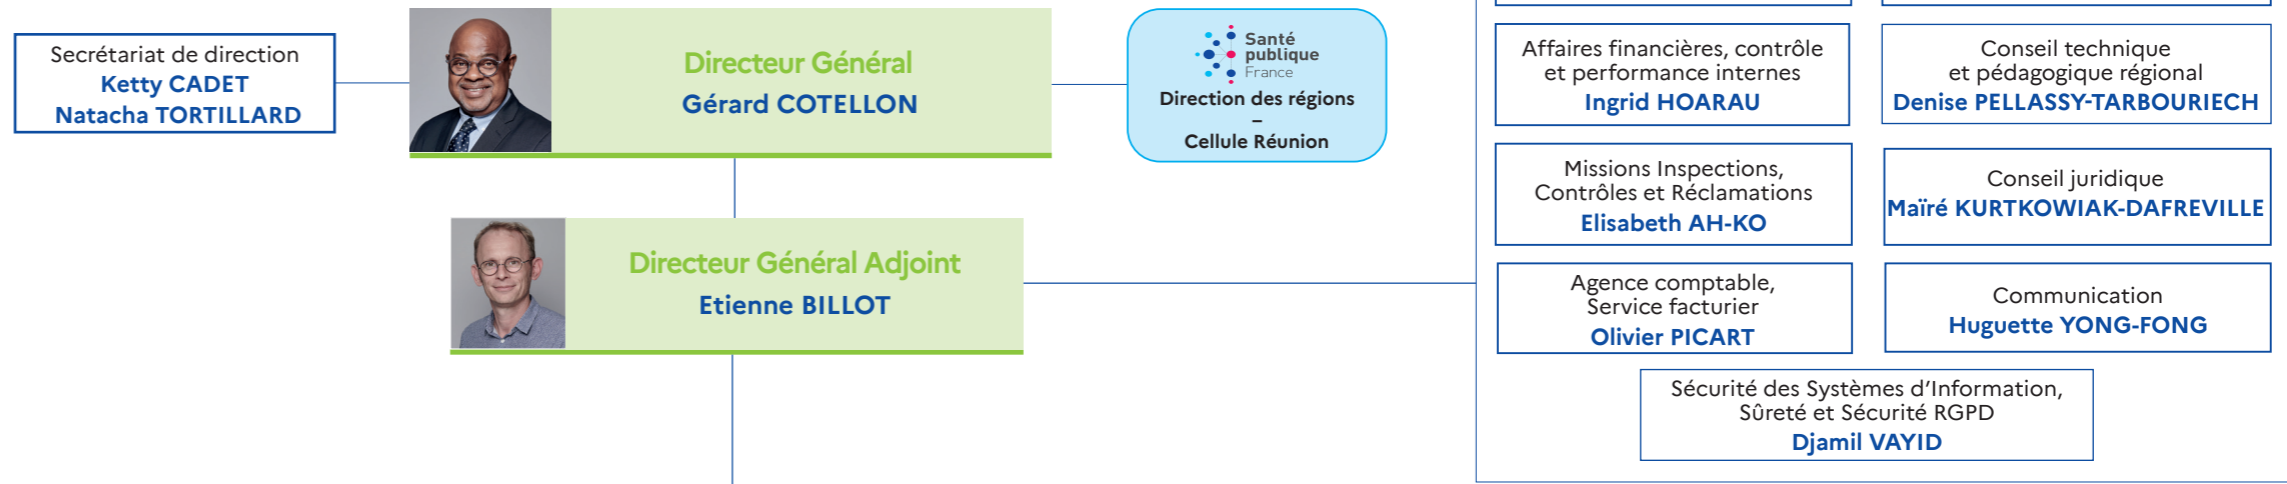 Secrétariat de direction
Ketty CADET
Natacha TORTILLARD
Directeur Général
Gérard COTELLON
Santé
publique
France
Direction des régions
–
Cellule Réunion
Directeur Général Adjoint
Etienne BILLOT
Affaires financières, contrôle
et performance internes
Ingrid HOARAU
Conseil technique
et pédagogique régional
Denise PELLASSY-TARBOURIECH
Missions Inspections,
Contrôles et Réclamations
Elisabeth AH-KO
Conseil juridique
Maïré KURTKOWIAK-DAFREVILLE
Agence comptable,
Service facturier
Olivier PICART
Communication
Huguette YONG-FONG
Sécurité des Systèmes d’Information,
Sûreté et Sécurité RGPD
Djamil VAYID